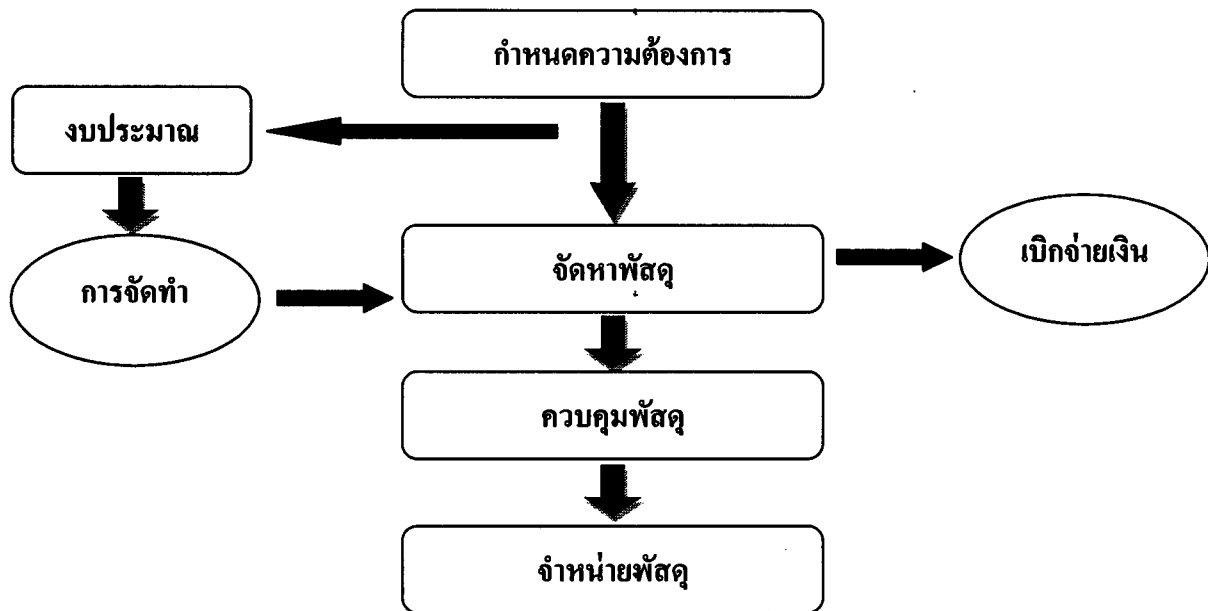 กำหนดความต้องการ
งบประมาณ
จัดหาพัสดุ
เบิกจ่ายเงิน
การจัดทำ
ควบคุมพัสดุ
จำหน่ายพัสดุ